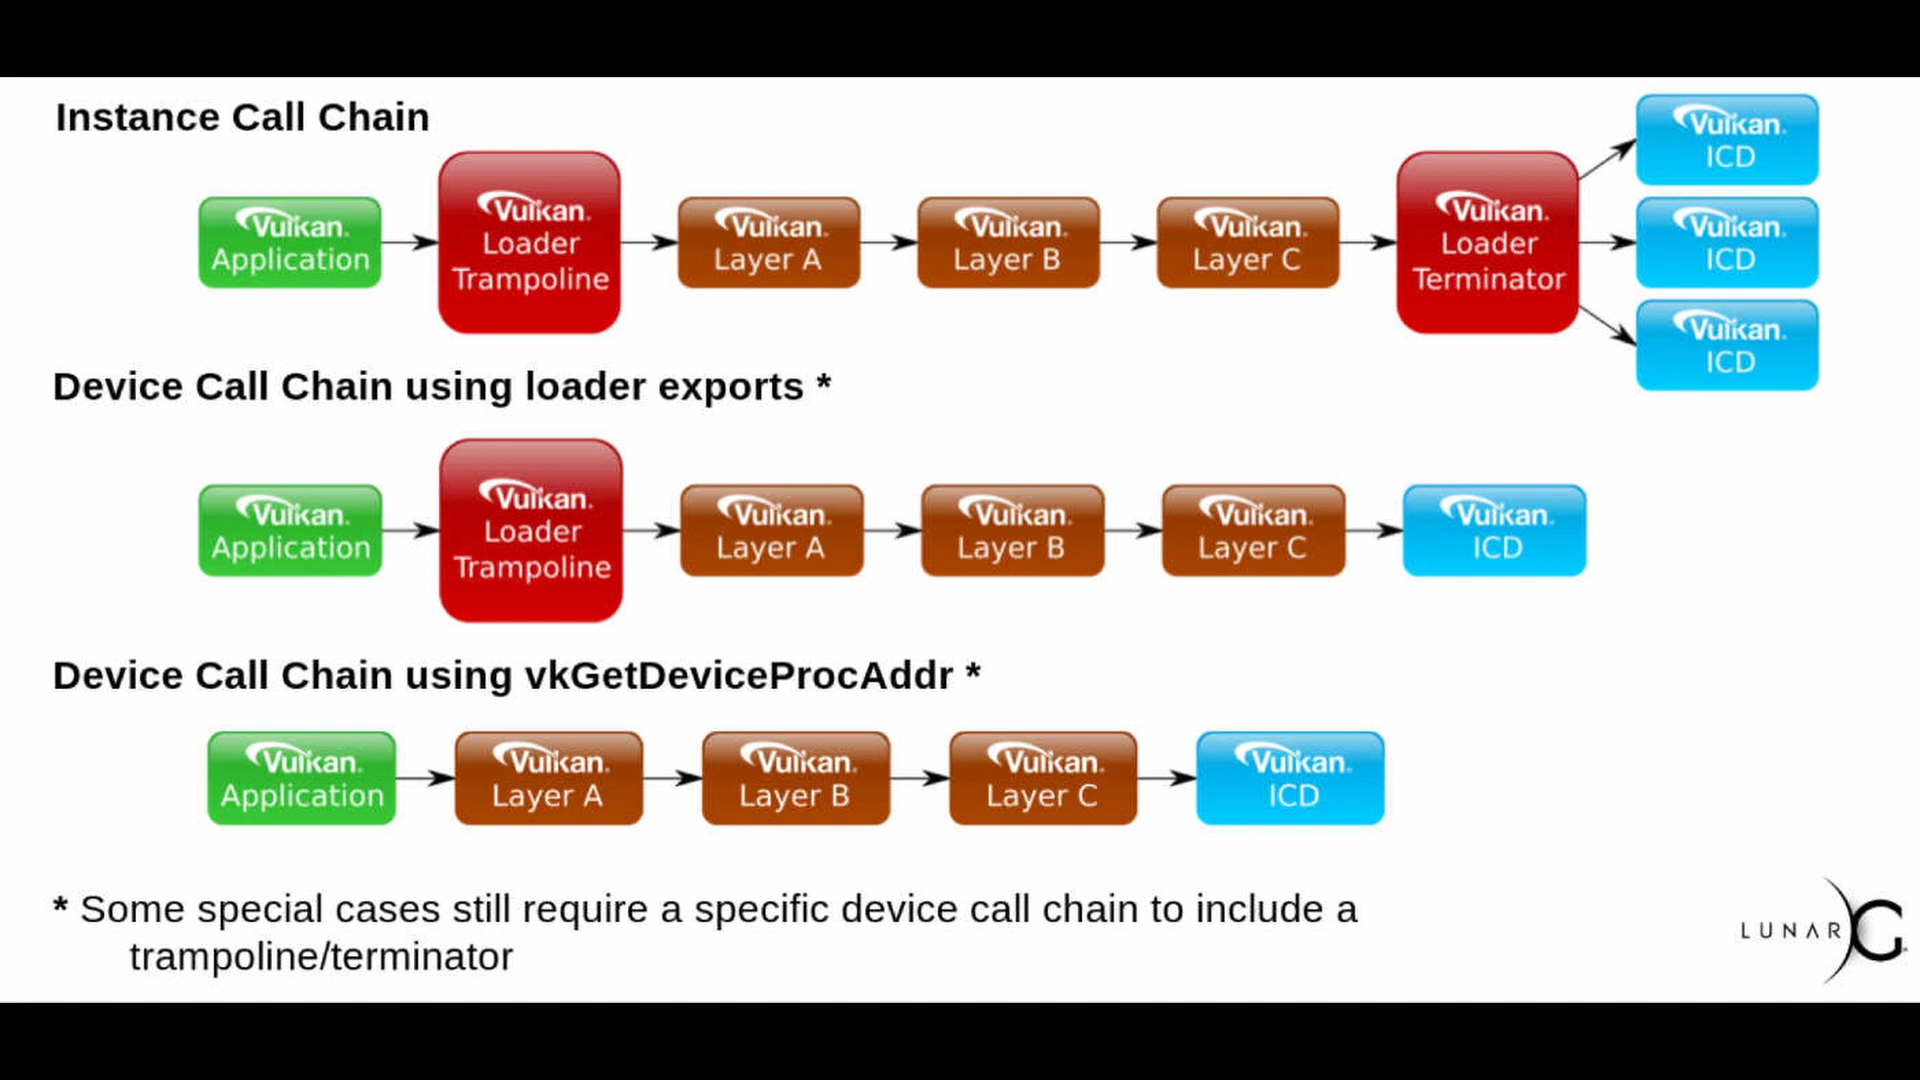 Instance Call Chain
Vulkan. Application
Vulkan. Loader Trampoline
Vulkan. Layer A
Vulkan. Layer B
Vulkan. Layer C
Vulkan. Loader Terminator
Vulkan. ICD
Vulkan. ICD
Vulkan. ICD
Device Call Chain using loader exports *
Vulkan. Application
Vulkan. Loader Trampoline
Vulkan. Layer A
Vulkan. Layer B
Vulkan. Layer C
Vulkan. ICD
Device Call Chain using vkGetDeviceProcAddr *
Vulkan. Application
Vulkan. Layer A
Vulkan. Layer B
Vulkan. Layer C
Vulkan. ICD
* Some special cases still require a specific device call chain to include a
trampoline/terminator
LUNAR G